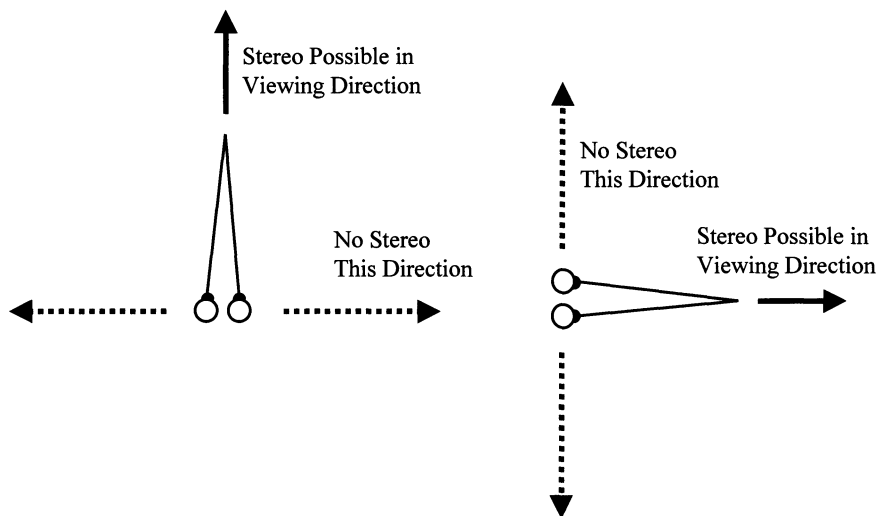 Stereo Possible in
Viewing Direction
No Stereo
This Direction
No Stereo
This Direction
Stereo Possible in
Viewing Direction